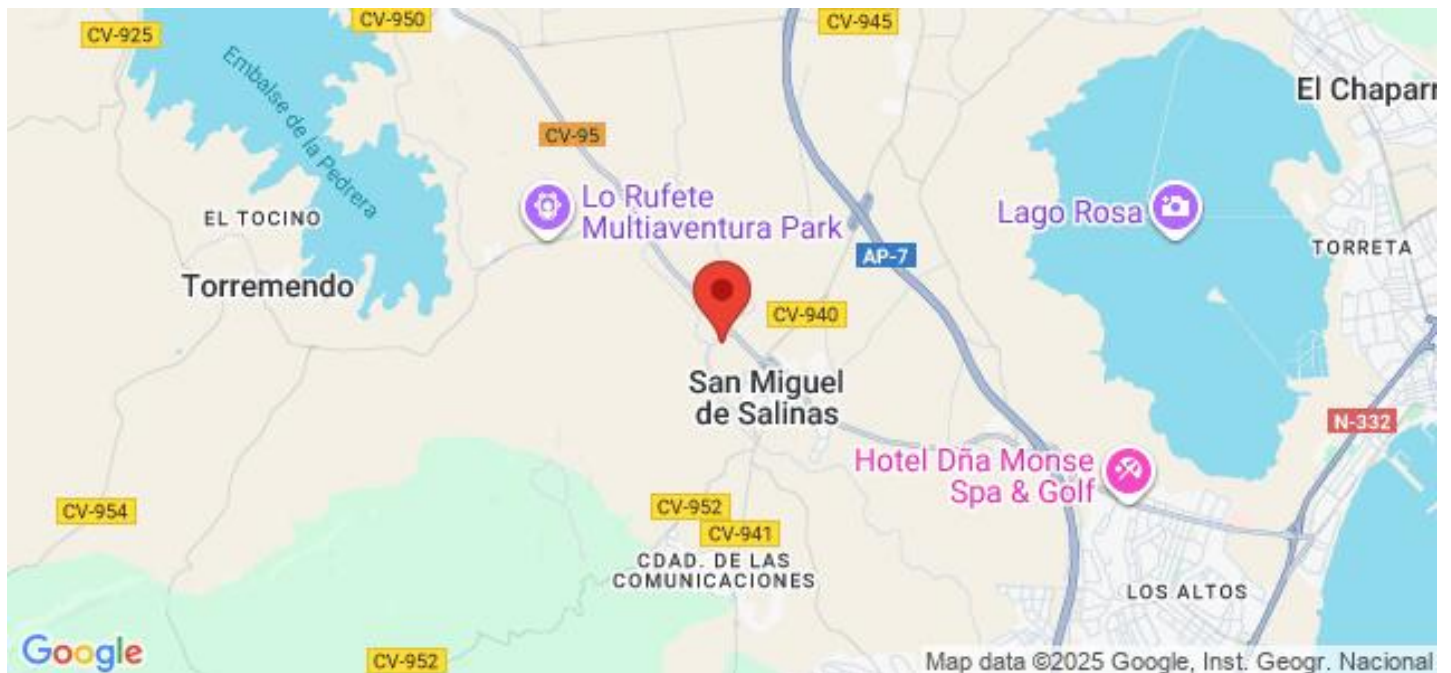 CV-950
CV-925
CV-945
Embalse de la Pedrera
El Chaparr
CV-95
Lo Rufete
Multiaventura Park
Lago Rosa
EL TOCINO
TORRETA
AP-7
Torremendo
CV-940
San Miguel
de Salinas
N-332
Hotel Dña Monse
Spa & Golf
CV-954
CV-952
CV-941
CDAD. DE LAS
COMUNICACIONES
LOS ALTOS
Google
CV-952
Map data ©2025 Google, Inst. Geogr. Nacional